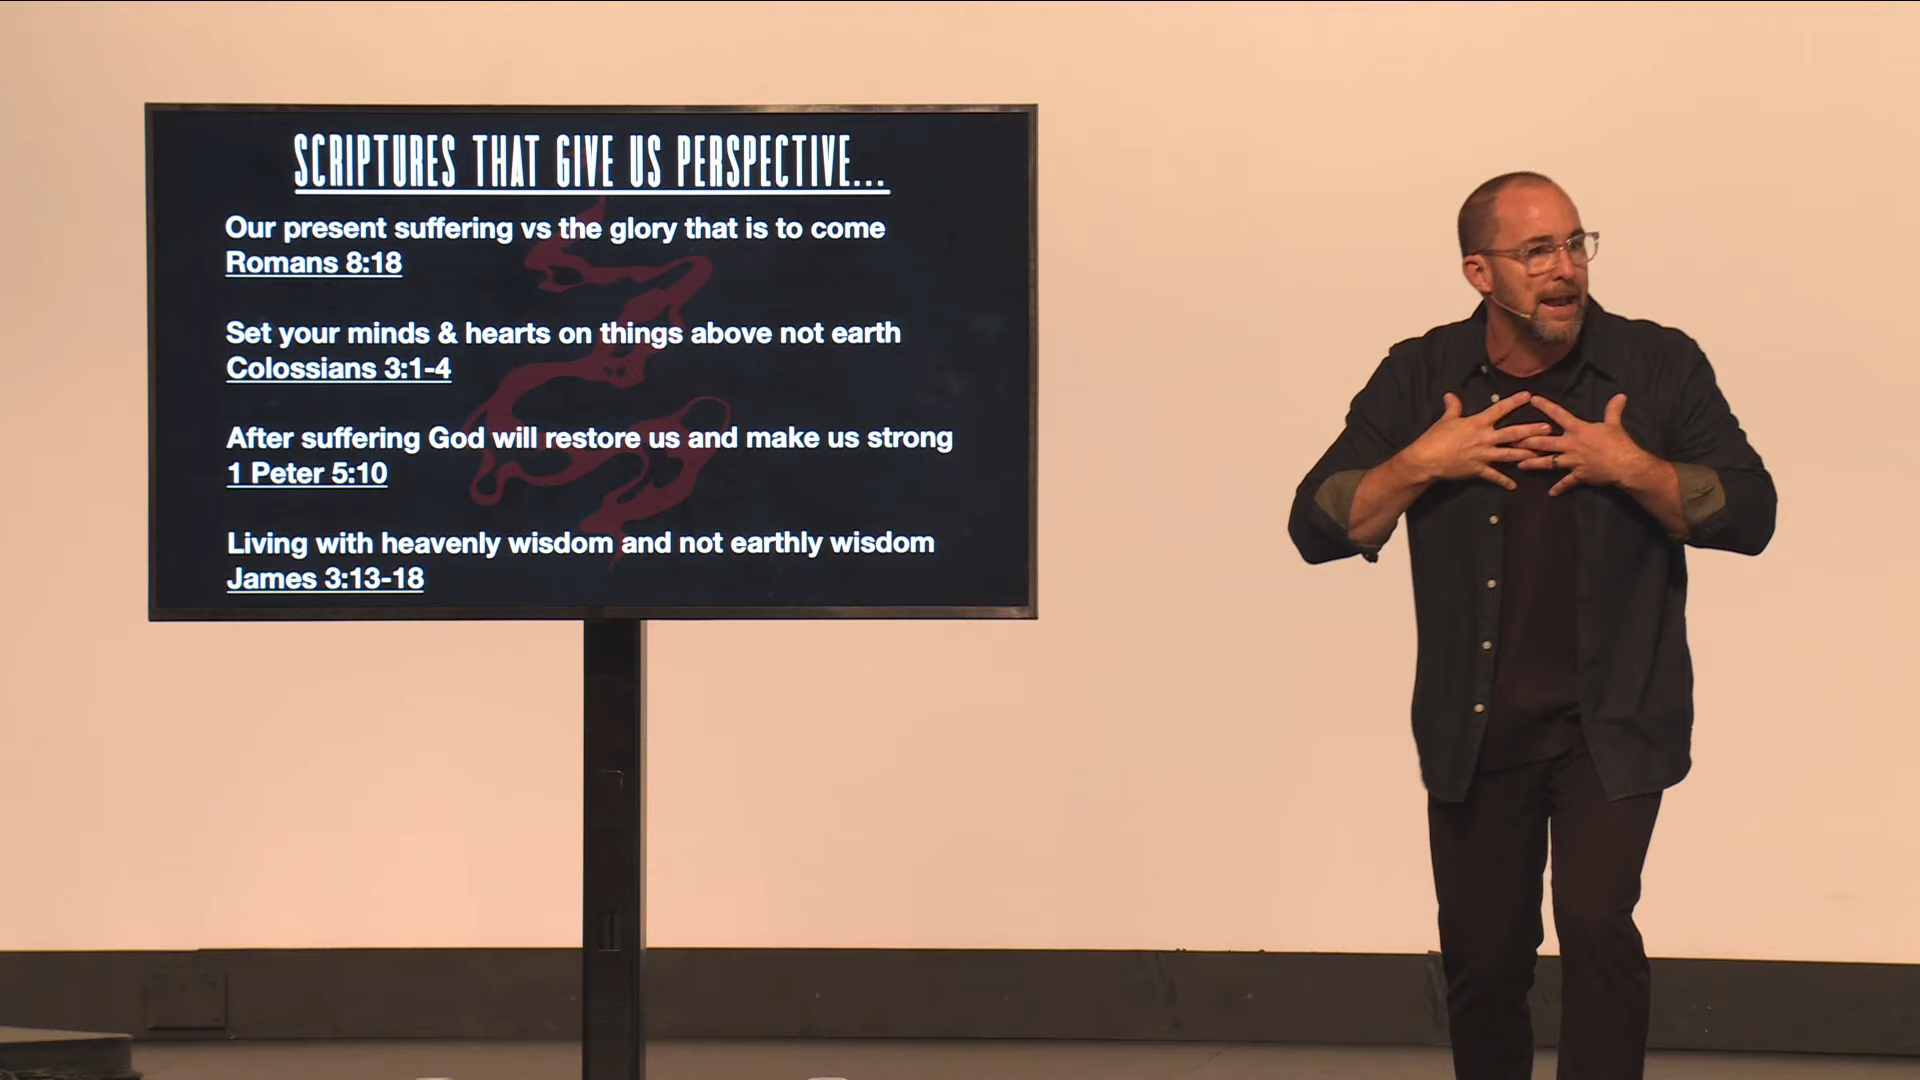 SCRIPTURES THAT GIVE US PERSPECTIVE...
Our present suffering vs the glory that is to come
Romans 8:18
Set your minds & hearts on things above not earth
Colossians 3:1-4
After suffering God will restore us and make us strong
1 Peter 5:10
Living with heavenly wisdom and not earthly wisdom
James 3:13-18